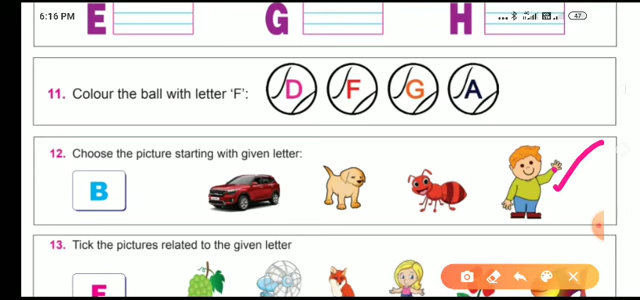 6:16 PM
47
E G H
11. Colour the ball with letter 'F':
D F G A
12. Choose the picture starting with given letter:
B
13. Tick the pictures related to the given letter